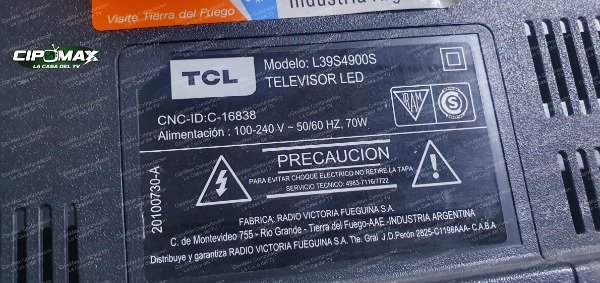 Visite Tierra del Fuego
Industria Arg
CIPOMAX
LA CASA DEL TV
TCL
Modelo: L39S4900S
TELEVISOR LED
CNC-ID:C-16838
Alimentación : 100-240 V ~ 50/60 HZ, 70W
IRAM
S
PRECAUCION
PARA EVITAR CHOQUE ELECTRICO NO RETIRE LA TAPA
SERVICIO TECNICO: 4983-7116/7722
20100730-A
FABRICA: RADIO VICTORIA FUEGUINA S.A.
C. de Montevideo 755 - Río Grande - Tierra del Fuego-AAE -INDUSTRIA ARGENTINA
Distribuye y garantiza RADIO VICTORIA FUEGUINA S.A. Tte. Gral J.D.Perón 2825-C1198AAA- C.A.B.A